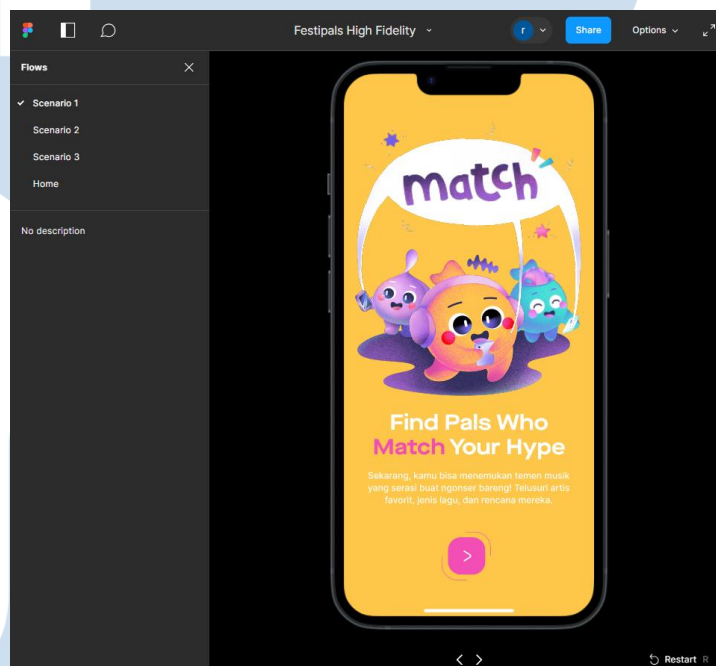 Festipals High Fidelity
r
Share
Options
Flows
Scenario 1
Scenario 2
Scenario 3
Home
No description
match
Find Pals Who
Match Your Hype
Sekarang, kamu bisa menemukan temen musik
yang serasi buat ngonser bareng! Telusuri artis
favorit, jenis lagu, dan rencana mereka.
Restart R